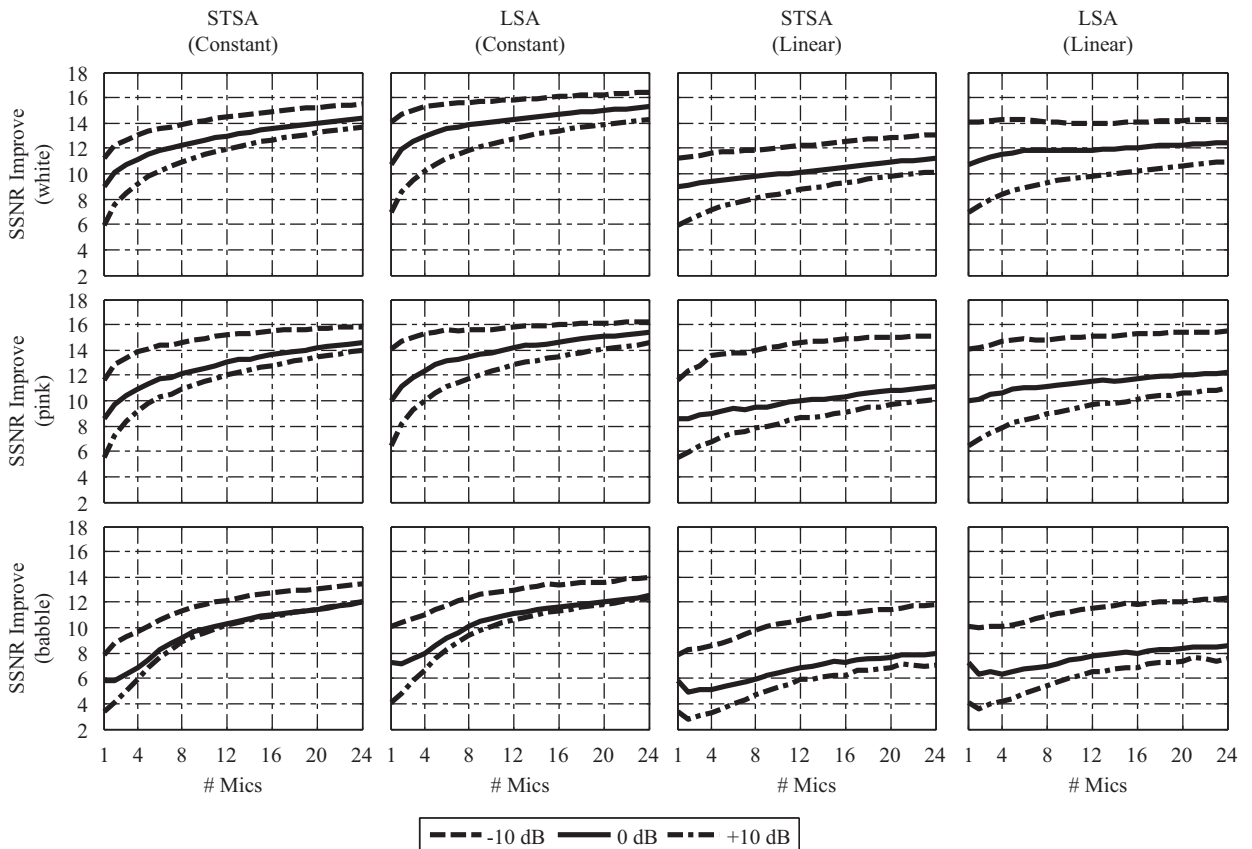 STSA
(Constant)
LSA
(Constant)
STSA
(Linear)
LSA
(Linear)
SSNR Improve
(white)
18
16
14
12
10
8
6
4
2
SSNR Improve
(pink)
18
16
14
12
10
8
6
4
2
SSNR Improve
(babble)
18
16
14
12
10
8
6
4
2
1 4 8 12 16 20 24
# Mics
1 4 8 12 16 20 24
# Mics
1 4 8 12 16 20 24
# Mics
1 4 8 12 16 20 24
# Mics
-10 dB 0 dB +10 dB